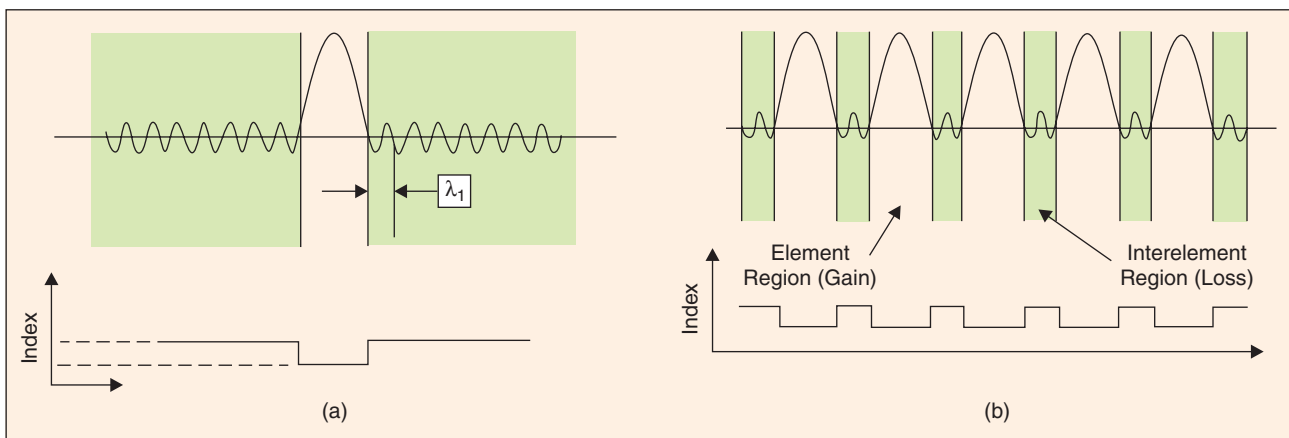 λ1
Index
(a)
Element
Region (Gain)
Interelement
Region (Loss)
Index
(b)